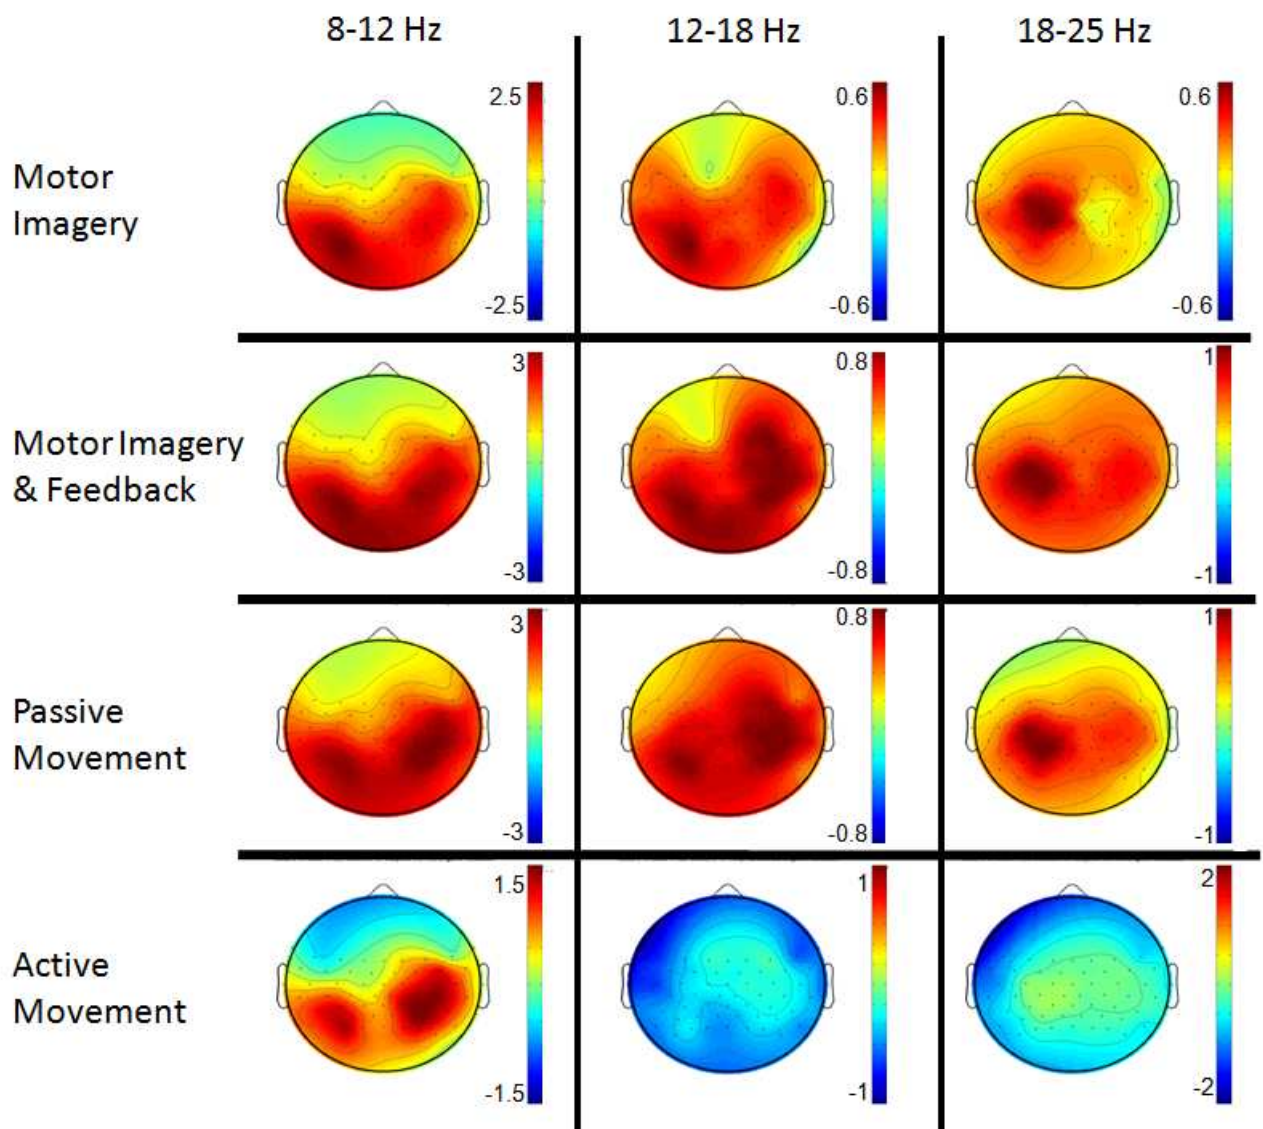 8-12 Hz 12-18 Hz 18-25 Hz
2.5 0.6 0.6
Motor
Imagery
-2.5 -0.6 -0.6
3 0.8 1
Motor Imagery
& Feedback
-3 -0.8 -1
3 0.8 1
Passive
Movement
-3 -0.8 -1
1.5 1 2
Active
Movement
-1.5 -1 -2